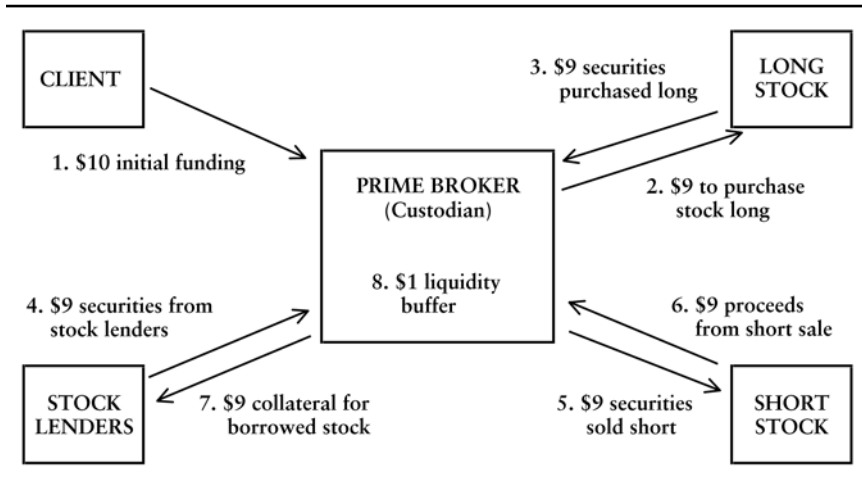 CLIENT
3. $9 securities
purchased long
LONG
STOCK
1. $10 initial funding
PRIME BROKER
(Custodian)
2. $9 to purchase
stock long
8. $1 liquidity
buffer
4. $9 securities from
stock lenders
6. $9 proceeds
from short sale
STOCK
LENDERS
7. $9 collateral for
borrowed stock
5. $9 securities
sold short
SHORT
STOCK